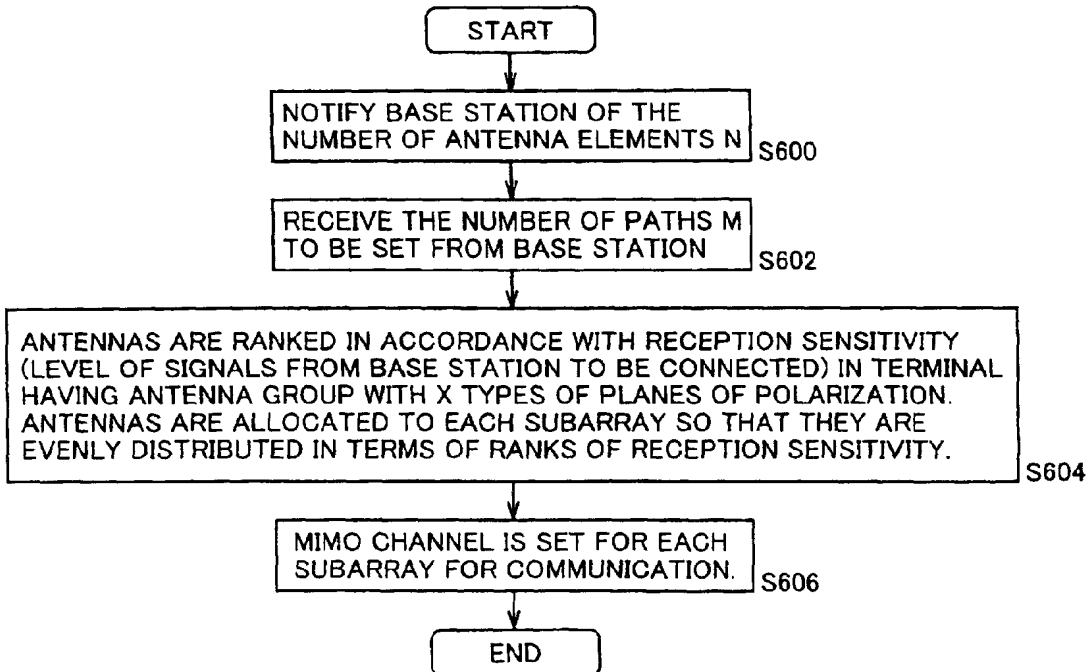 START
NOTIFY BASE STATION OF THE
NUMBER OF ANTENNA ELEMENTS N
S600
RECEIVE THE NUMBER OF PATHS M
TO BE SET FROM BASE STATION
S602
ANTENNAS ARE RANKED IN ACCORDANCE WITH RECEPTION SENSITIVITY
(LEVEL OF SIGNALS FROM BASE STATION TO BE CONNECTED) IN TERMINAL
HAVING ANTENNA GROUP WITH X TYPES OF PLANES OF POLARIZATION.
ANTENNAS ARE ALLOCATED TO EACH SUBARRAY SO THAT THEY ARE
EVENLY DISTRIBUTED IN TERMS OF RANKS OF RECEPTION SENSITIVITY.
S604
MIMO CHANNEL IS SET FOR EACH
SUBARRAY FOR COMMUNICATION.
S606
END